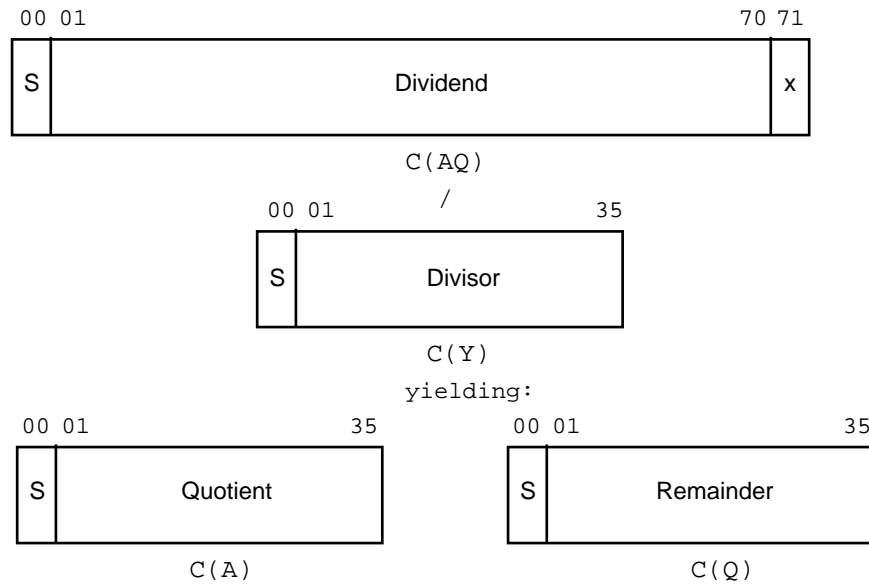 00 01 70 71
S Dividend x
C(AQ)
/
00 01 35
S Divisor
C(Y)
yielding:
00 01 35 00 01 35
S Quotient S Remainder
C(A) C(Q)